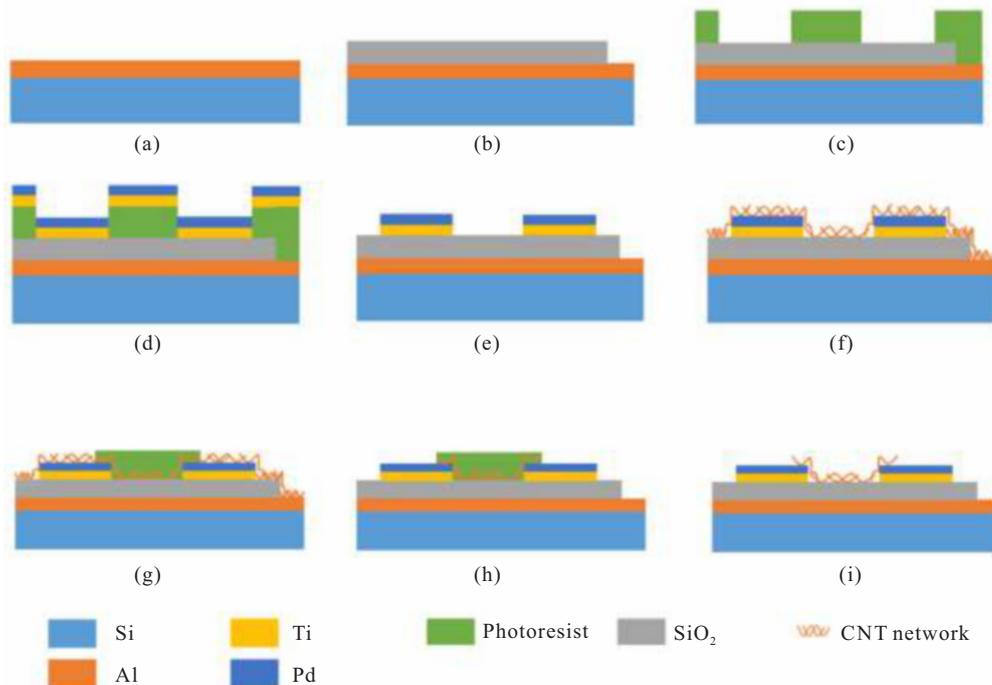 (a) (b) (c)
(d) (e) (f)
(g) (h) (i)
Si Ti Photoresist SiO₂ CNT network
Al Pd